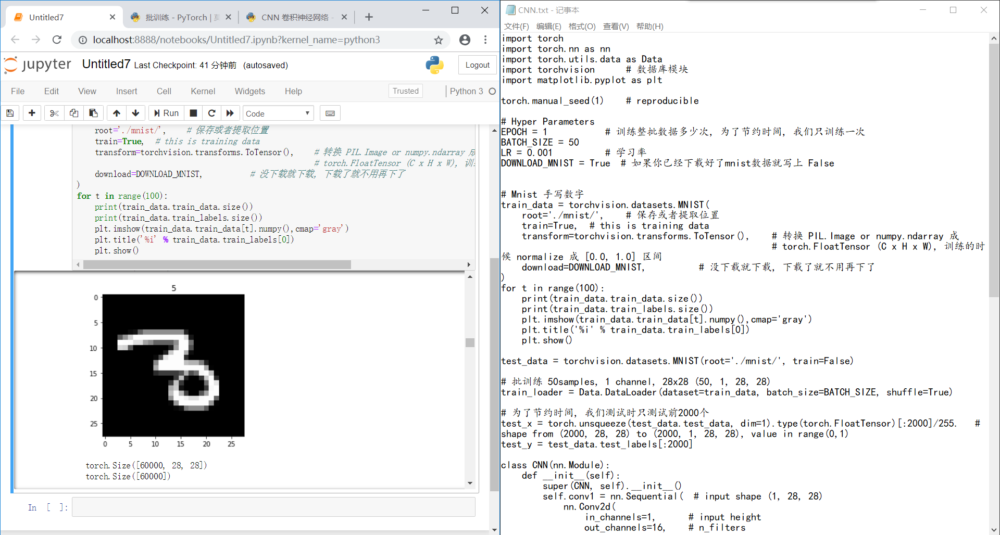 Untitled7
批训练 - PyTorch |
CNN 卷积神经网络 -
localhost:8888/notebooks/Untitled7.ipynb?kernel_name=python3
jupyter Untitled7 Last Checkpoint: 41 分钟前 (autosaved)
Logout
File Edit View Insert Cell Kernel Widgets Help
Trusted
Python 3
Run
Code
root='./mnist/', # 保存或者提取位置
train=True, # this is training data
transform=torchvision.transforms.ToTensor(), # 转换 PIL.Image or numpy.ndarray 成
# torch.FloatTensor (C x H x W), 训
download=DOWNLOAD_MNIST, # 没下载就下载, 下载了就不用再下了
)
for t in range(100):
print(train_data.train_data.size())
print(train_data.train_labels.size())
plt.imshow(train_data.train_data[t].numpy(),cmap='gray')
plt.title('%i' % train_data.train_labels[0])
plt.show()
5
0
5
10
15
20
25
0 5 10 15 20 25
torch.Size([60000, 28, 28])
torch.Size([60000])
In [ ]:
CNN.txt - 记事本
文件(F) 编辑(E) 格式(O) 查看(V) 帮助(H)
import torch
import torch.nn as nn
import torch.utils.data as Data
import torchvision # 数据库模块
import matplotlib.pyplot as plt
torch.manual_seed(1) # reproducible
# Hyper Parameters
EPOCH = 1 # 训练整批数据多少次, 为了节约时间, 我们只训练一次
BATCH_SIZE = 50
LR = 0.001 # 学习率
DOWNLOAD_MNIST = True # 如果你已经下载好了mnist数据就写上 False
# Mnist 手写数字
train_data = torchvision.datasets.MNIST(
root='./mnist/', # 保存或者提取位置
train=True, # this is training data
transform=torchvision.transforms.ToTensor(), # 转换 PIL.Image or numpy.ndarray 成
# torch.FloatTensor (C x H x W), 训练的时
候 normalize 成 [0.0, 1.0] 区间
download=DOWNLOAD_MNIST, # 没下载就下载, 下载了就不用再下了
)
for t in range(100):
print(train_data.train_data.size())
print(train_data.train_labels.size())
plt.imshow(train_data.train_data[t].numpy(),cmap='gray')
plt.title('%i' % train_data.train_labels[0])
plt.show()
test_data = torchvision.datasets.MNIST(root='./mnist/', train=False)
# 批训练 50samples, 1 channel, 28x28 (50, 1, 28, 28)
train_loader = Data.DataLoader(dataset=train_data, batch_size=BATCH_SIZE, shuffle=True)
# 为了节约时间, 我们测试时只测试前2000个
test_x = torch.unsqueeze(test_data.test_data, dim=1).type(torch.FloatTensor)[:2000]/255. #
shape from (2000, 28, 28) to (2000, 1, 28, 28), value in range(0,1)
test_y = test_data.test_labels[:2000]
class CNN(nn.Module):
def __init__(self):
super(CNN, self).__init__()
self.conv1 = nn.Sequential( # input shape (1, 28, 28)
nn.Conv2d(
in_channels=1, # input height
out_channels=16, # n_filters